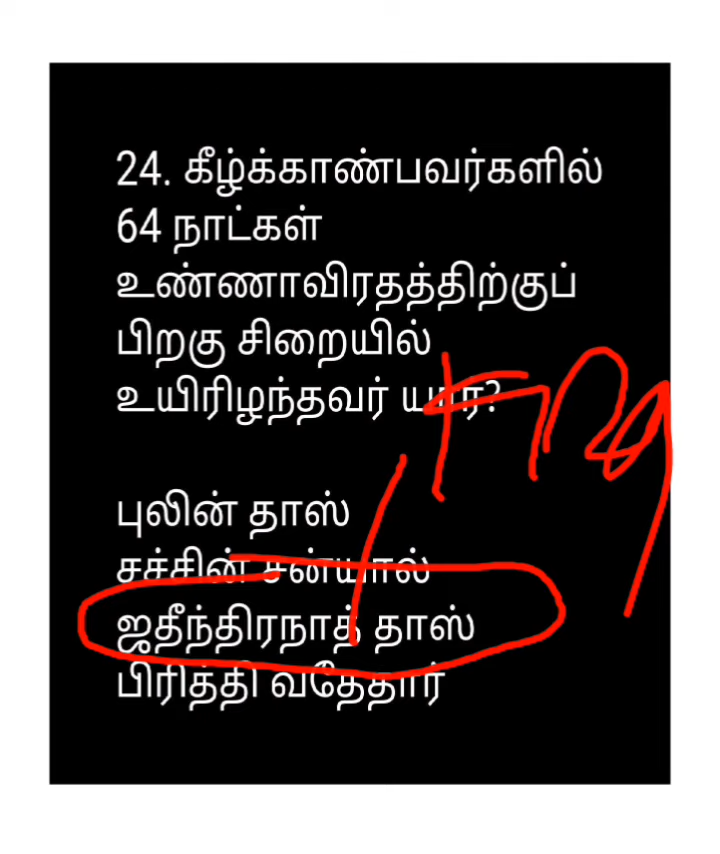 24. கீழ்க்காண்பவர்களில்
64 நாட்கள்
உண்ணாவிரதத்திற்குப்
பிறகு சிறையில்
உயிரிழந்தவர் யார?
புலின் தாஸ்
சச்சின் சன்யால்
ஜதீந்திரநாத் தாஸ்
பிரித்தி வதேதார்